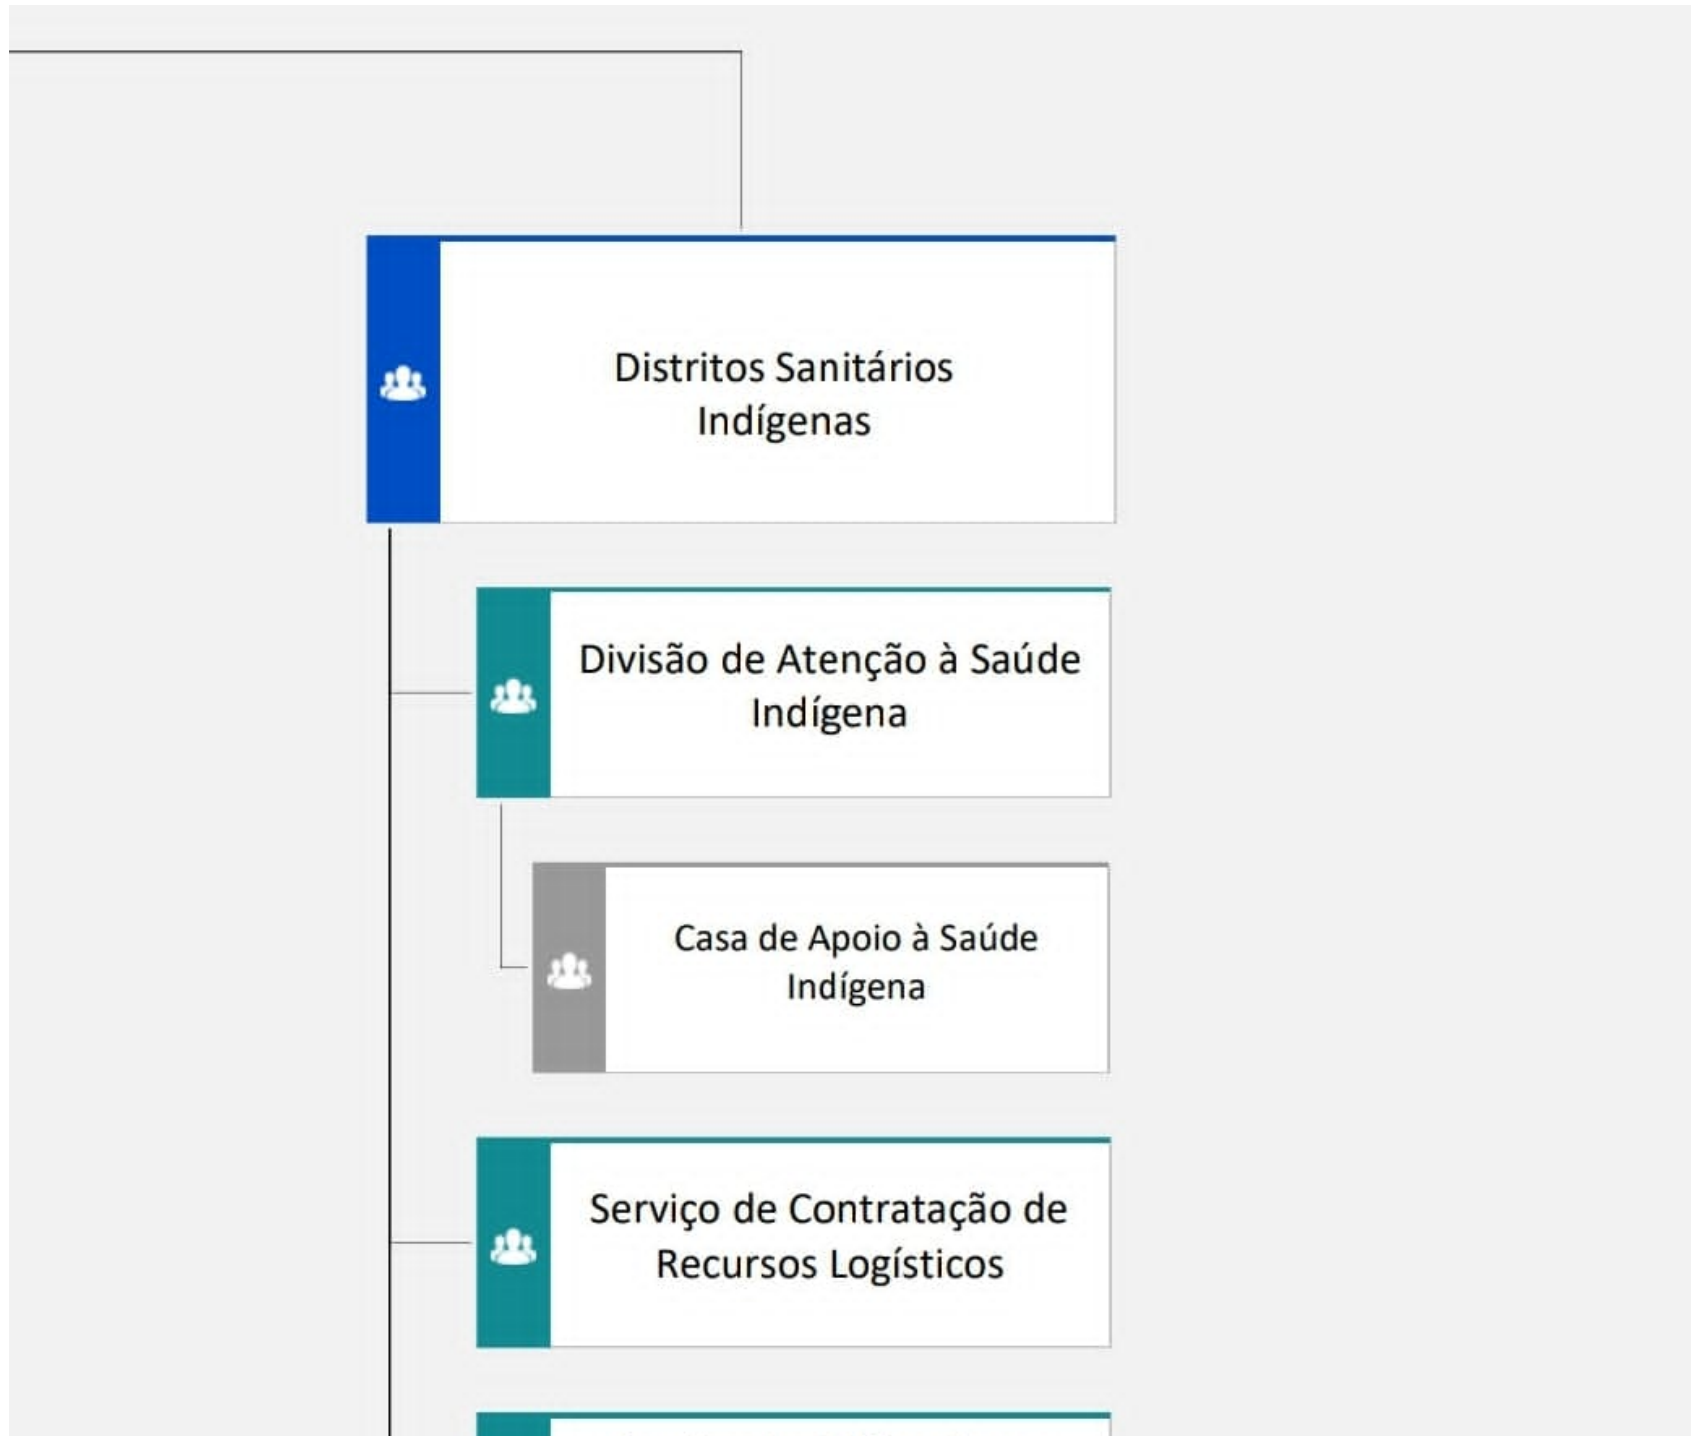 Distritos Sanitários
Indígenas
Divisão de Atenção à Saúde
Indígena
Casa de Apoio à Saúde
Indígena
Serviço de Contratação de
Recursos Logísticos